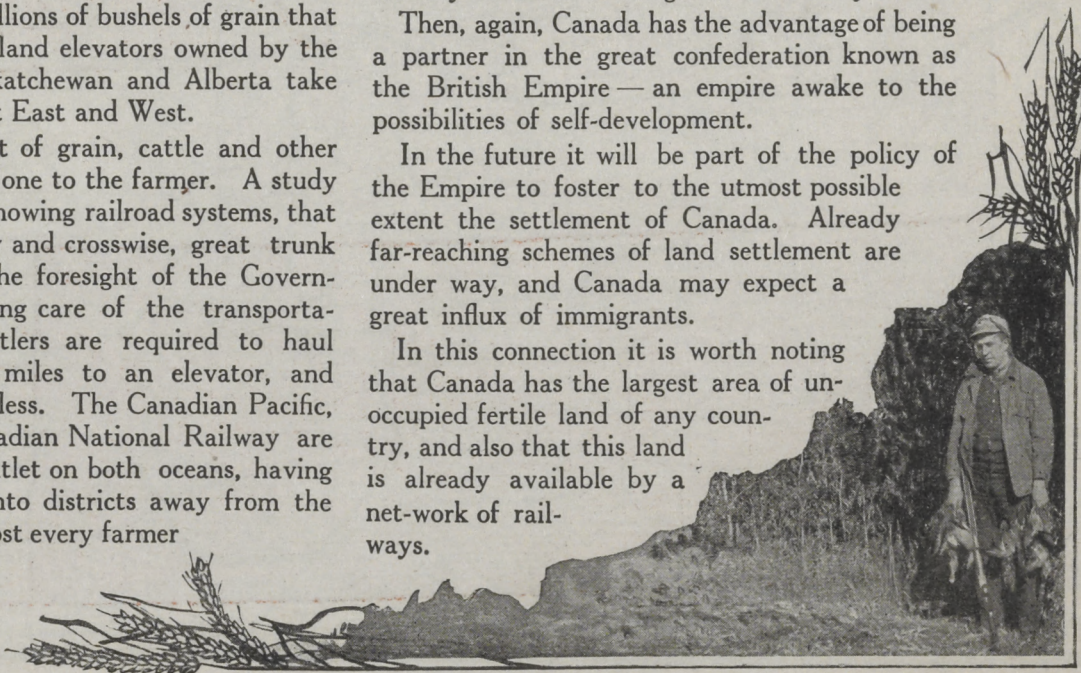 llions of bushels of grain that
land elevators owned by the
katchewan and Alberta take
t East and West.
t of grain, cattle and other
one to the farmer. A study
howing railroad systems, that
and crosswise, great trunk
he foresight of the Govern-
ng care of the transporta-
tlers are required to haul
miles to an elevator, and
less. The Canadian Pacific,
adian National Railway are
tlet on both oceans, having
nto districts away from the
ost every farmer
Then, again, Canada has the advantage of being
a partner in the great confederation known as
the British Empire — an empire awake to the
possibilities of self-development.
In the future it will be part of the policy of
the Empire to foster to the utmost possible
extent the settlement of Canada. Already
far-reaching schemes of land settlement are
under way, and Canada may expect a
great influx of immigrants.
In this connection it is worth noting
that Canada has the largest area of un-
occupied fertile land of any coun-
try, and also that this land
is already available by a
net-work of rail-
ways.